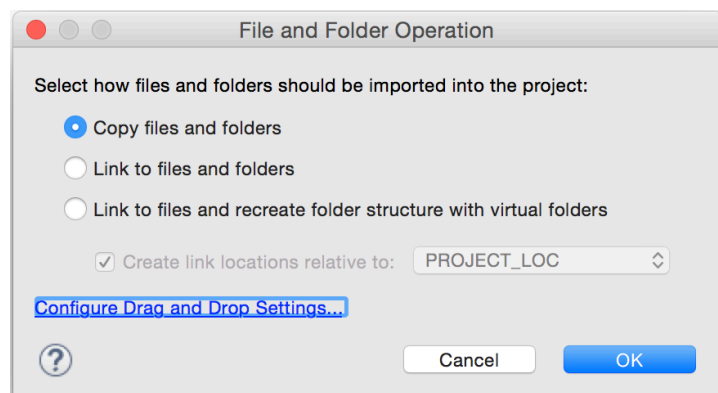 File and Folder Operation
Select how files and folders should be imported into the project:
Copy files and folders
Link to files and folders
Link to files and recreate folder structure with virtual folders
Create link locations relative to: PROJECT_LOC
Configure Drag and Drop Settings...
? Cancel OK